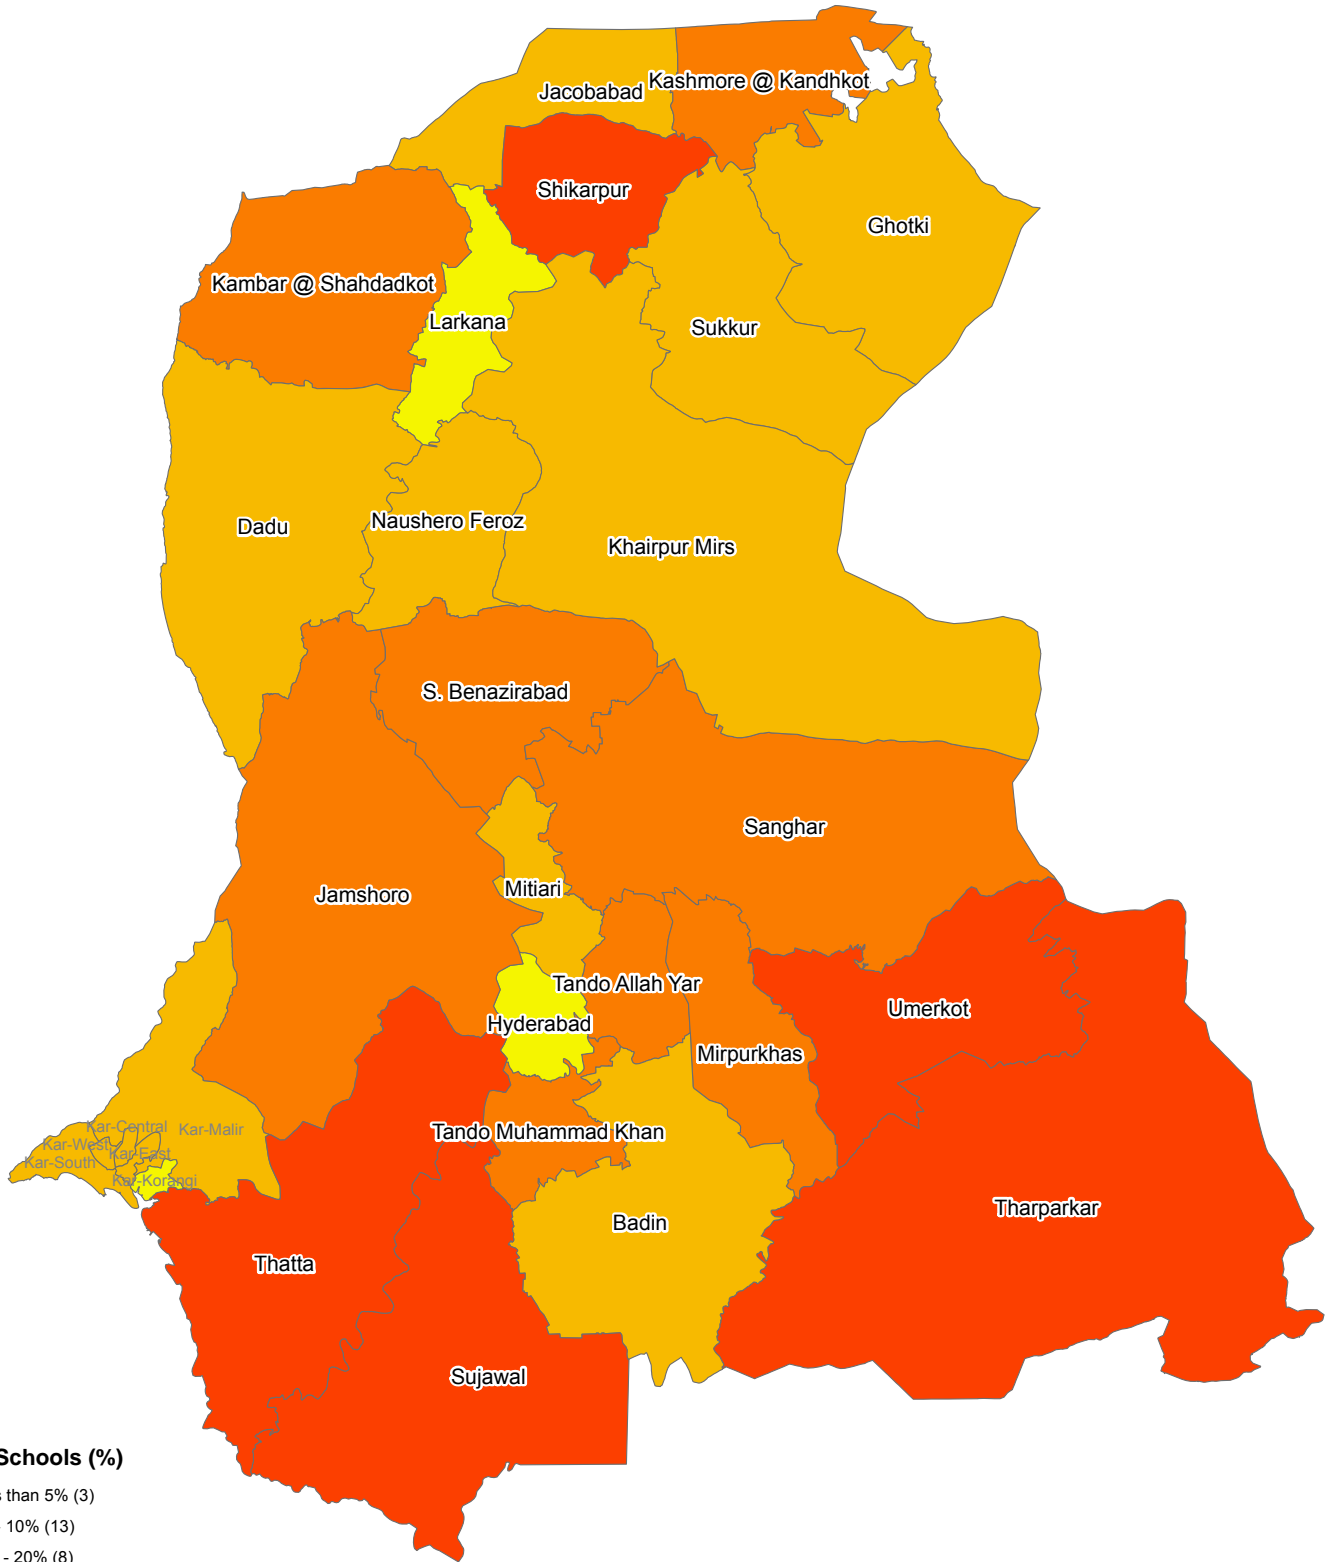 Kashmore @ Kandhkot
Jacobabad
Shikarpur
Ghotki
Kambar @ Shahdadkot
Larkana
Sukkur
Naushero Feroz
Dadu
Khairpur Mirs
S. Benazirabad
Sanghar
Mitiari
Jamshoro
Tando Allah Yar
Umerkot
Hyderabad
Mirpurkhas
Kar-Central
Kar-Malir
Tando Muhammad Khan
Kar-West
Kar-East
Kar-South
Kar-Korangi
Tharparkar
Badin
Thatta
Sujawal
Schools (%)
than 5% (3)
10% (13)
- 20% (8)